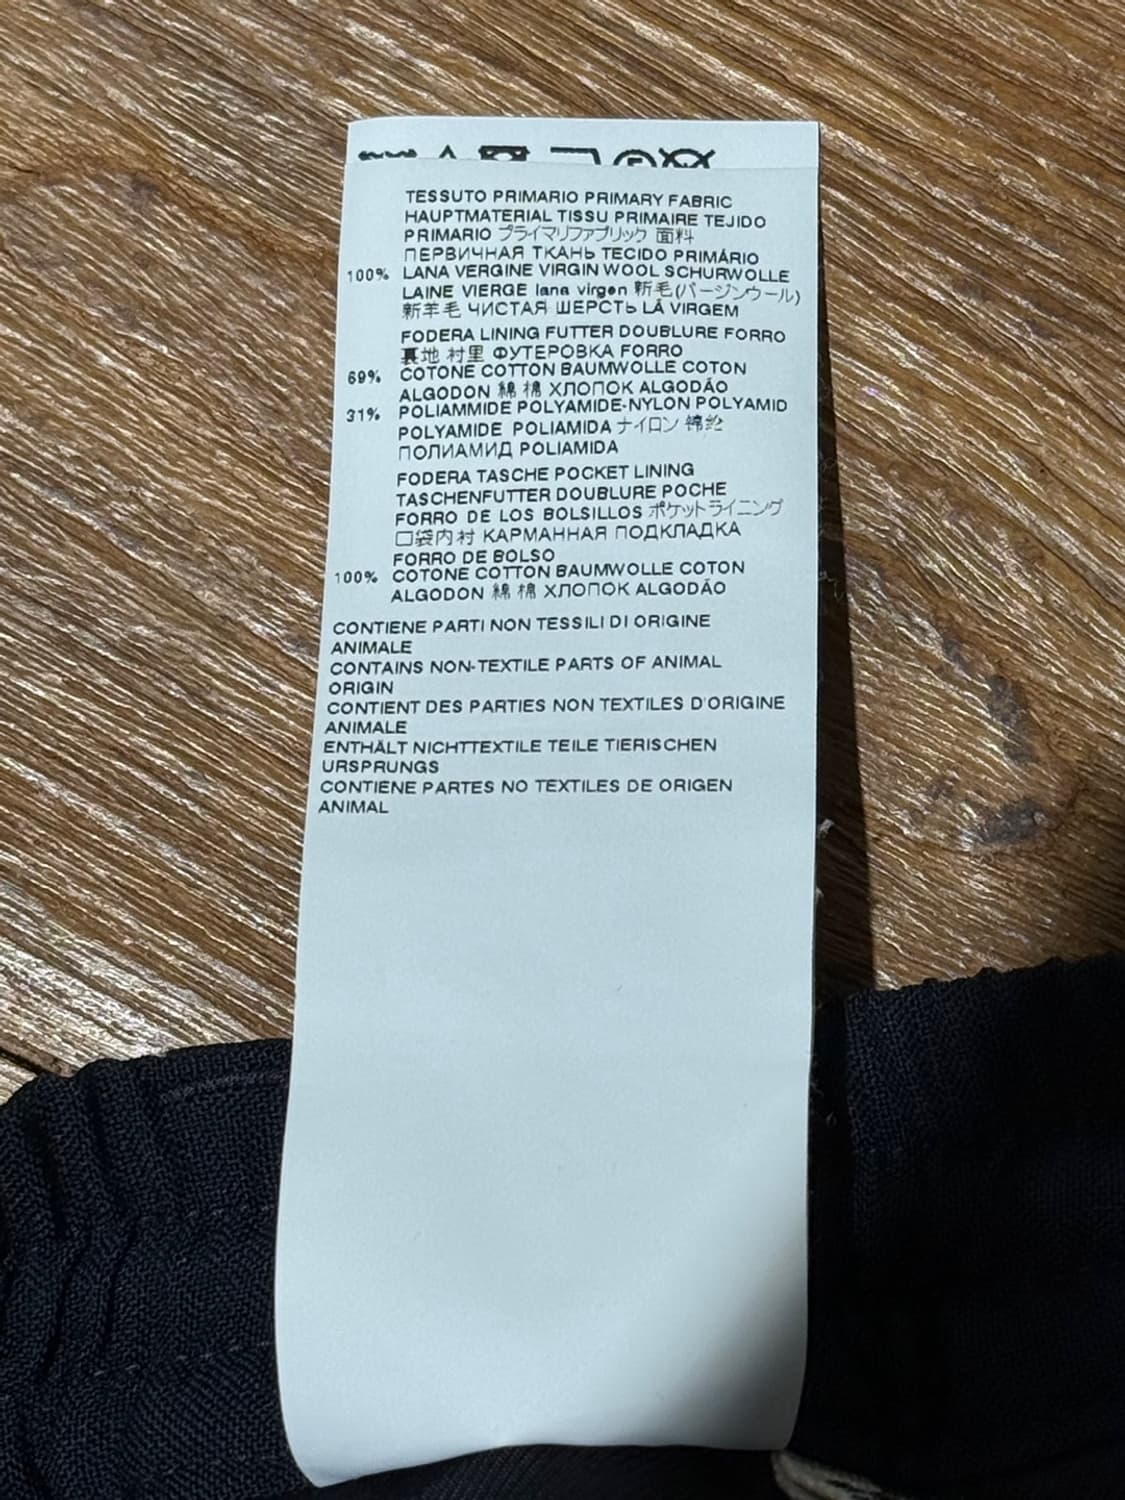 TESSUTO PRIMARIO PRIMARY FABRIC
HAUPTMATERIAL TISSU PRIMAIRE TEJIDO
PRIMARIO プライマリファブリック 面料
ПЕРВИЧНАЯ ТКАНЬ TECIDO PRIMÁRIO
100% LANA VERGINE VIRGIN WOOL SCHURWOLLE
LAINE VIERGE lana virgen 新毛(バージンウール)
新羊毛 ЧИСТАЯ ШЕРСТЬ LÃ VIRGEM
FODERA LINING FUTTER DOUBLURE FORRO
裏地 村里 ФУТЕРОВКА FORRO
69% COTONE COTTON BAUMWOLLE COTON
ALGODON 綿 棉 ХЛОПОК ALGODÃO
31% POLIAMMIDE POLYAMIDE-NYLON POLYAMID
POLYAMIDE POLIAMIDA ナイロン 锦纶
ПОЛИАМИД POLIAMIDA
FODERA TASCHE POCKET LINING
TASCHENFUTTER DOUBLURE POCHE
FORRO DE LOS BOLSILLOS ポケットライニング
口袋内村 КАРМАННАЯ ПОДКЛАДКА
FORRO DE BOLSO
100% COTONE COTTON BAUMWOLLE COTON
ALGODON 綿 棉 ХЛОПОК ALGODÃO
CONTIENE PARTI NON TESSILI DI ORIGINE
ANIMALE
CONTAINS NON-TEXTILE PARTS OF ANIMAL
ORIGIN
CONTIENT DES PARTIES NON TEXTILES D'ORIGINE
ANIMALE
ENTHÄLT NICHTTEXTILE TEILE TIERISCHEN
URSPRUNGS
CONTIENE PARTES NO TEXTILES DE ORIGEN
ANIMAL